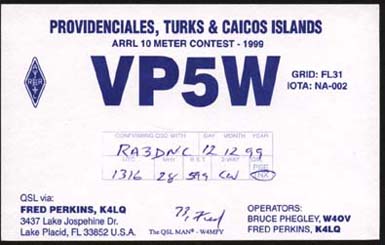 PROVIDENCIALES, TURKS & CAICOS ISLANDS
ARRL 10 METER CONTEST - 1999
VP5W
GRID: FL31
IOTA: NA-002
CONFIRMING QSO WITH DAY MONTH YEAR
RA3DNC 12 12 99
UTC MHz R S T 2-WAY QSL
PSE
1316 28 599 CW TNX
QSL via:
FRED PERKINS, K4LQ
3437 Lake Jospehine Dr.
Lake Placid, FL 33852 U.S.A.
73, Fred
The QSL MAN® - W4MPY
OPERATORS:
BRUCE PHEGLEY, W4OV
FRED PERKINS, K4LQ